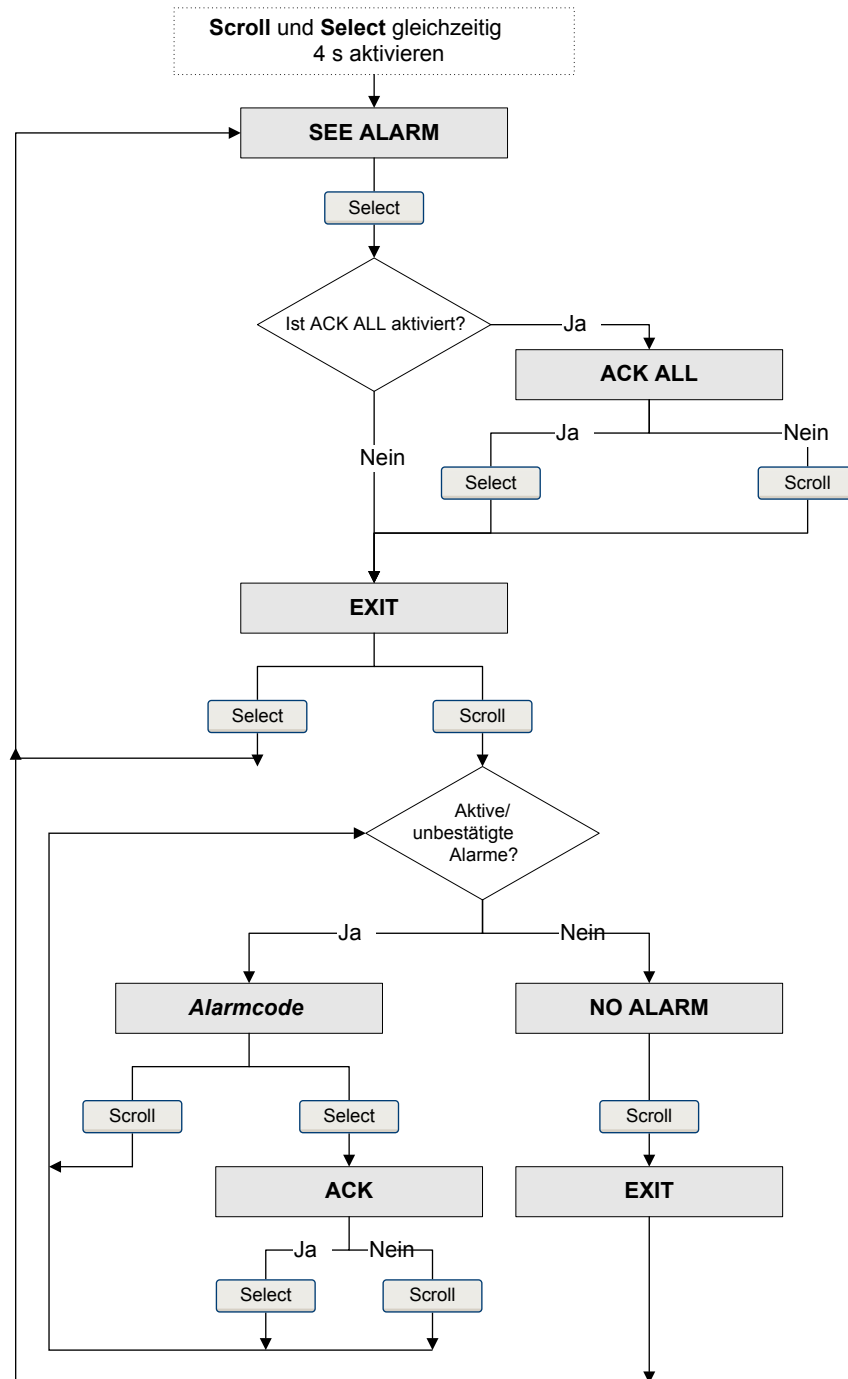 Scroll und Select gleichzeitig
4 s aktivieren
SEE ALARM
Select
Ist ACK ALL aktiviert?
Ja
ACK ALL
Ja
Nein
Nein
Select
Scroll
EXIT
Select
Scroll
Aktive/
unbestätigte
Alarme?
Ja
Nein
Alarmcode
NO ALARM
Scroll
Select
Scroll
ACK
EXIT
Ja
Nein
Select
Scroll